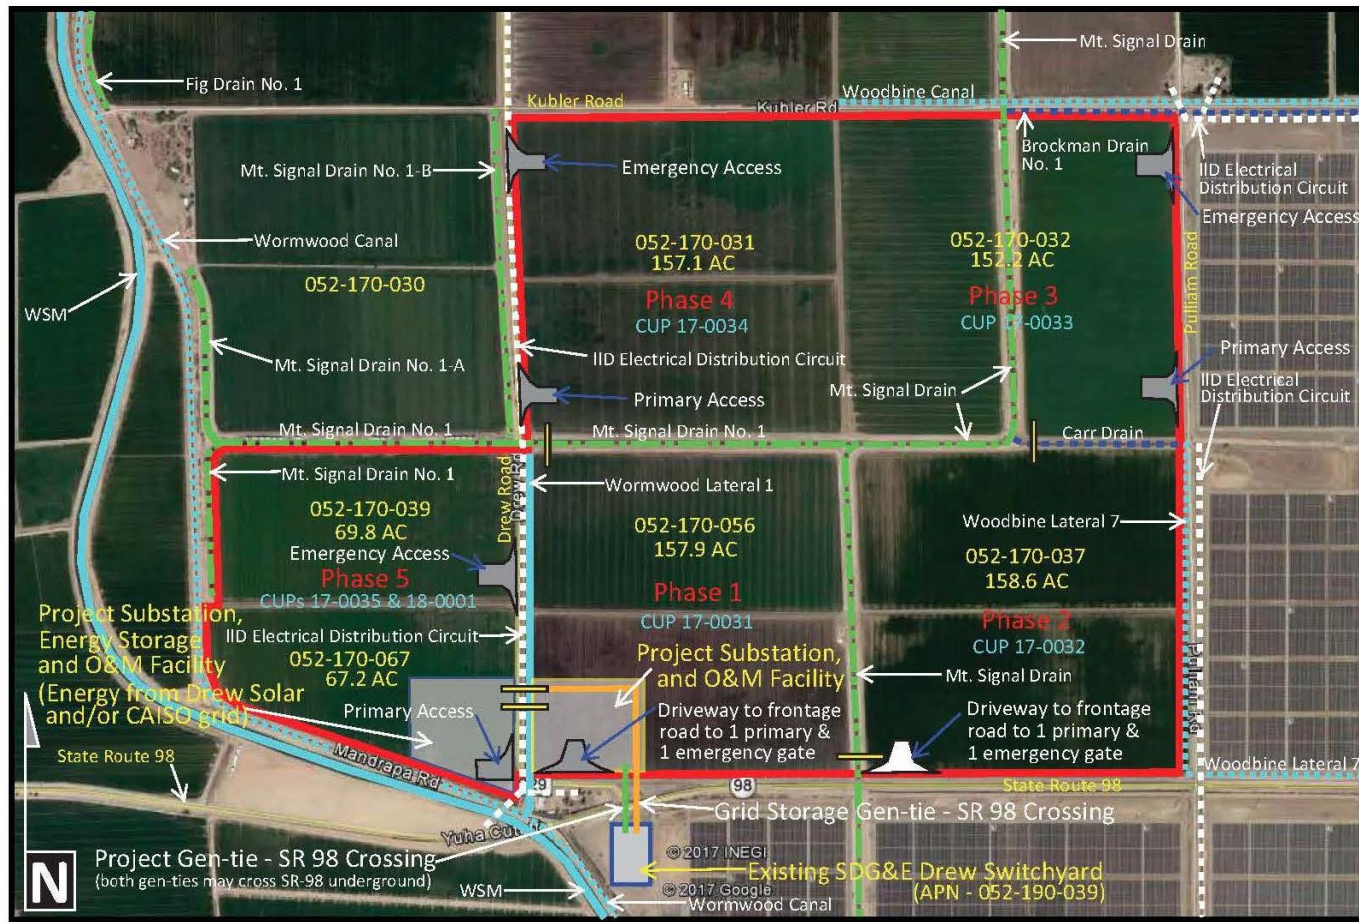 Mt. Signal Drain
Fig Drain No. 1
Woodbine Canal
Kubler Road
Kubler Rd
Brockman Drain
No. 1
Mt. Signal Drain No. 1-B
Emergency Access
IID Electrical
Distribution Circuit
Emergency Access
Wormwood Canal
052-170-031
157.1 AC
052-170-032
152.2 AC
Pulliam Road
052-170-030
WSM
Phase 4
CUP 17-0034
Phase 3
CUP 17-0033
IID Electrical Distribution Circuit
Mt. Signal Drain No. 1-A
Primary Access
IID Electrical
Distribution Circuit
Primary Access
Mt. Signal Drain
Mt. Signal Drain No. 1
Mt. Signal Drain No. 1
Carr Drain
Mt. Signal Drain No. 1
Drew Road
Drew Rd
Wormwood Lateral 1
052-170-039
69.8 AC
052-170-056
157.9 AC
Woodbine Lateral 7
052-170-037
158.6 AC
Emergency Access
Phase 5
CUPs 17-0035 & 18-0001
Phase 1
CUP 17-0031
Phase 2
CUP 17-0032
Project Substation,
Energy Storage
and O&M Facility
(Energy from Drew Solar
and/or CAISO grid)
IID Electrical Distribution Circuit
052-170-067
67.2 AC
Project Substation,
and O&M Facility
Mt. Signal Drain
Pulliam Rd
Primary Access
Driveway to frontage
road to 1 primary &
1 emergency gate
Driveway to frontage
road to 1 primary &
1 emergency gate
State Route 98
Mandrapa Rd
29
98
State Route 98
Woodbine Lateral 7
Grid Storage Gen-tie - SR 98 Crossing
Yuha Cut
Project Gen-tie - SR 98 Crossing
(both gen-ties may cross SR-98 underground)
© 2017 INEGI
Existing SDG&E Drew Switchyard
(APN - 052-190-039)
© 2017 Google
WSM
Wormwood Canal
N